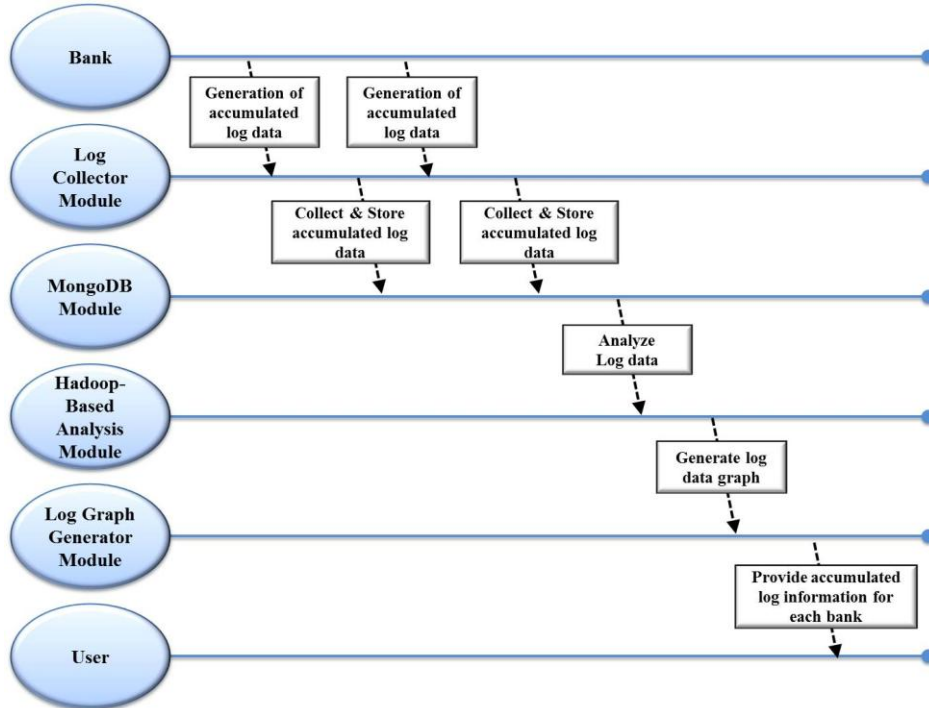 Bank
Generation of
accumulated
log data
Generation of
accumulated
log data
Log
Collector
Module
Collect & Store
accumulated log
data
Collect & Store
accumulated log
data
MongoDB
Module
Analyze
Log data
Hadoop-
Based
Analysis
Module
Generate log
data graph
Log Graph
Generator
Module
Provide accumulated
log information for
each bank
User